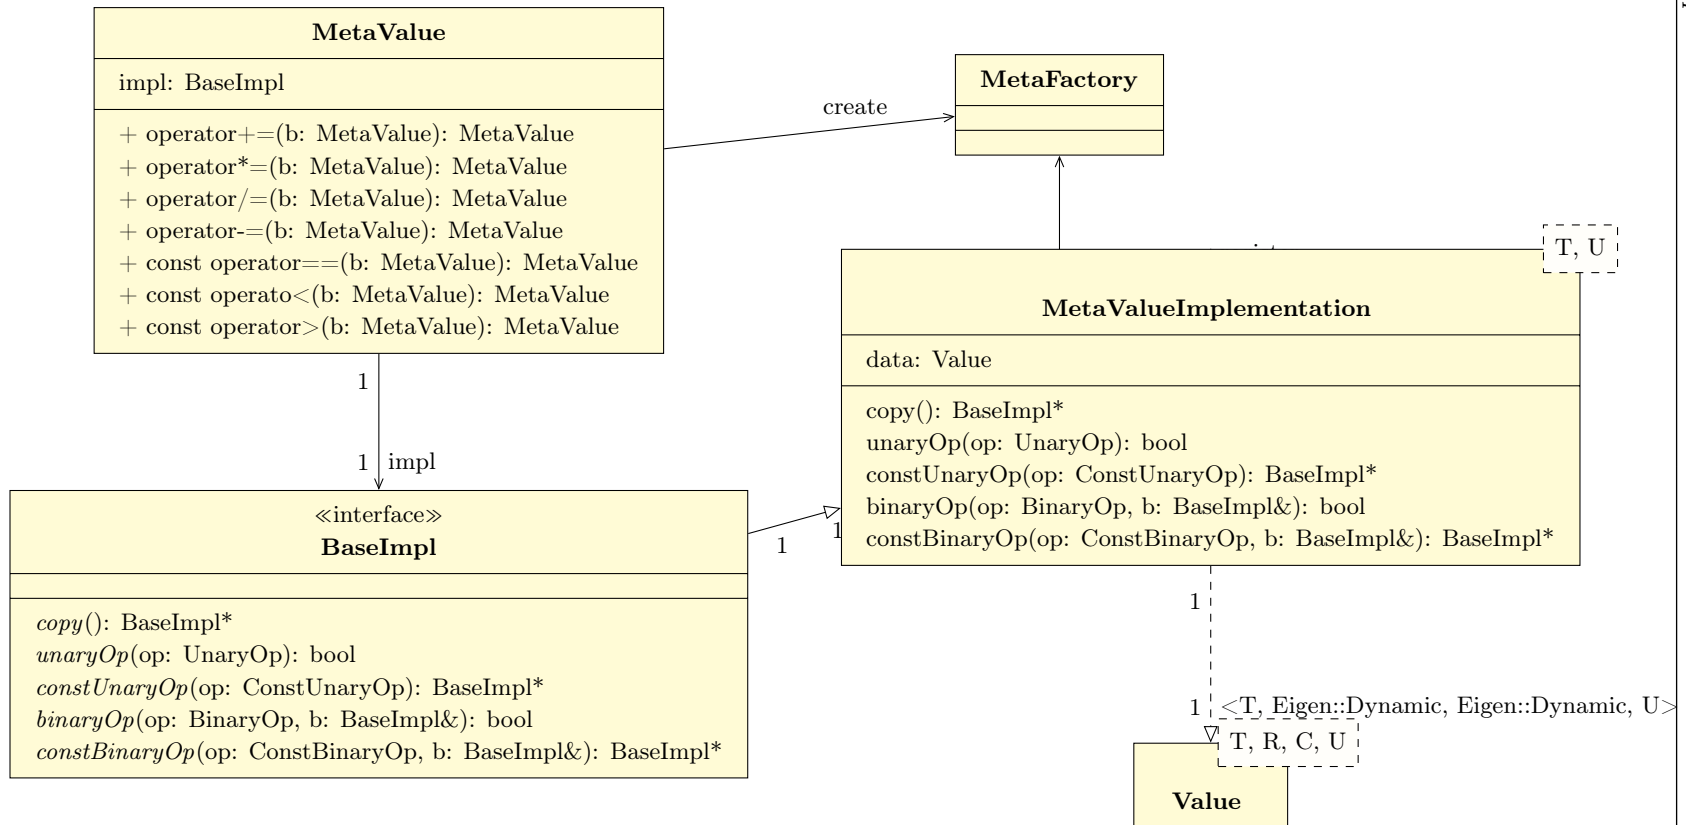 MetaValue
impl: BaseImpl
+ operator+=(b: MetaValue): MetaValue
+ operator*=(b: MetaValue): MetaValue
+ operator/=(b: MetaValue): MetaValue
+ operator-=(b: MetaValue): MetaValue
+ const operator==(b: MetaValue): MetaValue
+ const operato<(b: MetaValue): MetaValue
+ const operator>(b: MetaValue): MetaValue
create
MetaFactory
T, U
MetaValueImplementation
data: Value
copy(): BaseImpl*
unaryOp(op: UnaryOp): bool
constUnaryOp(op: ConstUnaryOp): BaseImpl*
binaryOp(op: BinaryOp, b: BaseImpl&): bool
constBinaryOp(op: ConstBinaryOp, b: BaseImpl&): BaseImpl*
1
1 impl
≪interface≫
BaseImpl
copy(): BaseImpl*
unaryOp(op: UnaryOp): bool
constUnaryOp(op: ConstUnaryOp): BaseImpl*
binaryOp(op: BinaryOp, b: BaseImpl&): bool
constBinaryOp(op: ConstBinaryOp, b: BaseImpl&): BaseImpl*
1
1
1
1 <T, Eigen::Dynamic, Eigen::Dynamic, U>
T, R, C, U
Value